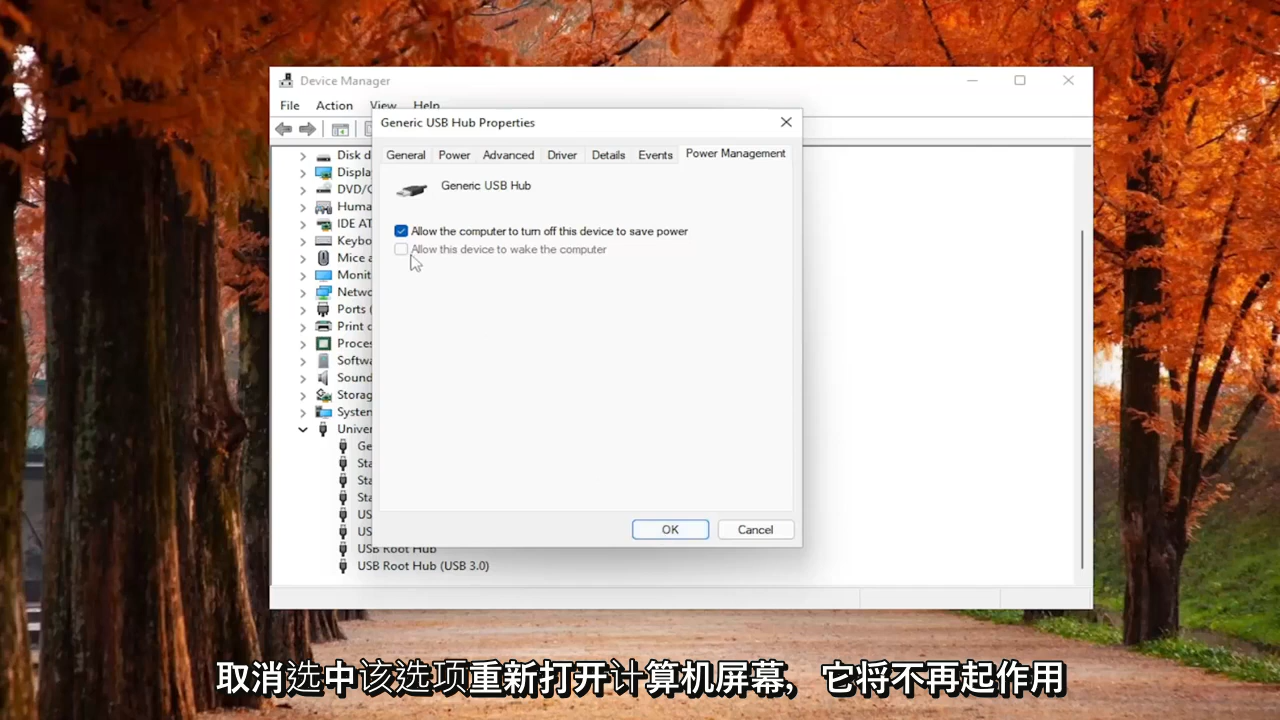 Device Manager
File Action View Help
Generic USB Hub Properties
General Power Advanced Driver Details Events Power Management
Generic USB Hub
Allow the computer to turn off this device to save power
Allow this device to wake the computer
Disk d
Displa
DVD/C
Huma
IDE AT
Keybo
Mice a
Monit
Netwo
Ports (
Print q
Proces
Softwa
Sound
Storag
System
Univer
Ge
Sta
Sta
Sta
US
US
USB Root Hub
USB Root Hub (USB 3.0)
OK Cancel
取消选中该选项重新打开计算机屏幕，它将不再起作用